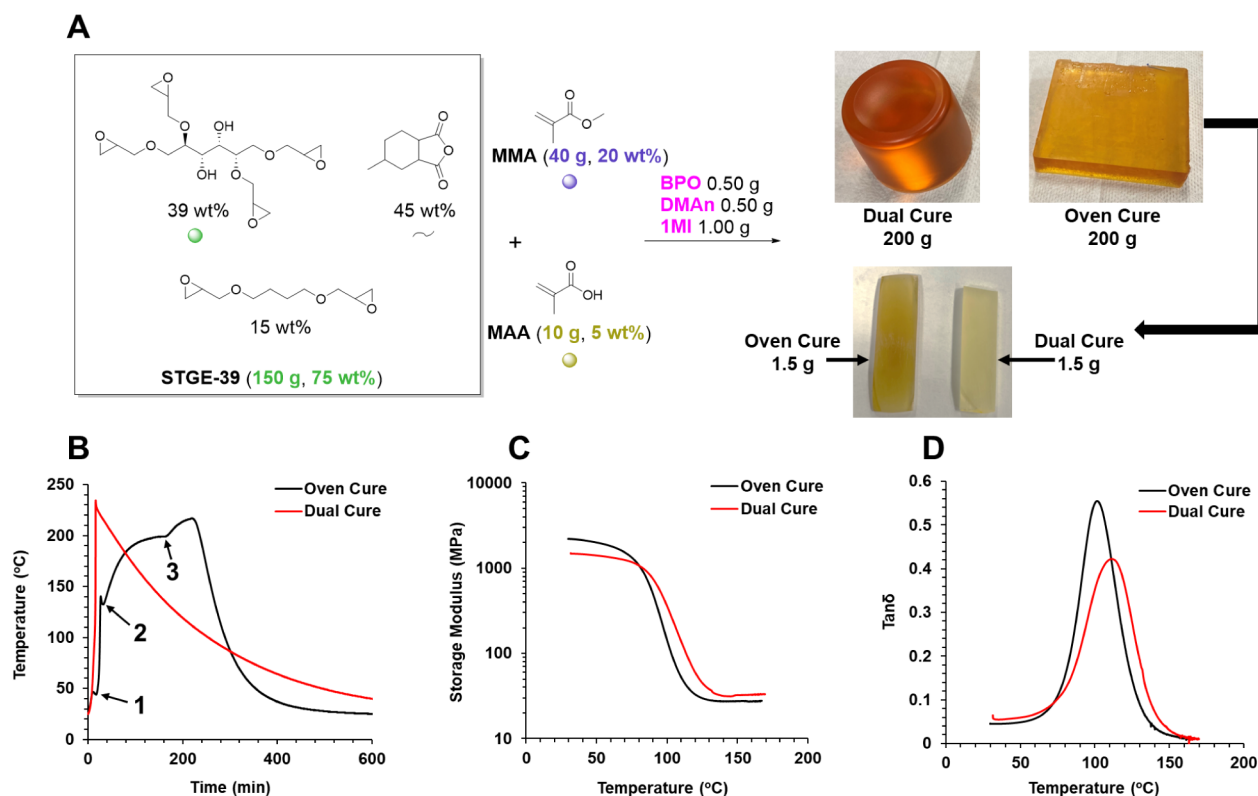 A
O
O
O
O
OH
O
O
O
O
OH
O
O
O
O
O
39 wt%
45 wt%
O
O
O
O
15 wt%
STGE-39 (150 g, 75 wt%)
O
O
MMA (40 g, 20 wt%)
+
O
OH
MAA (10 g, 5 wt%)
BPO 0.50 g
DMAn 0.50 g
1MI 1.00 g
Dual Cure
200 g
Oven Cure
200 g
Oven Cure
1.5 g
Dual Cure
1.5 g
B
Temperature (ºC)
250
200
150
100
50
0
Oven Cure
Dual Cure
1
2
3
0 200 400 600
Time (min)
C
Storage Modulus (MPa)
10000
1000
100
10
Oven Cure
Dual Cure
0 50 100 150 200
Temperature (ºC)
D
Tanδ
0.6
0.5
0.4
0.3
0.2
0.1
0
Oven Cure
Dual Cure
0 50 100 150 200
Temperature (ºC)